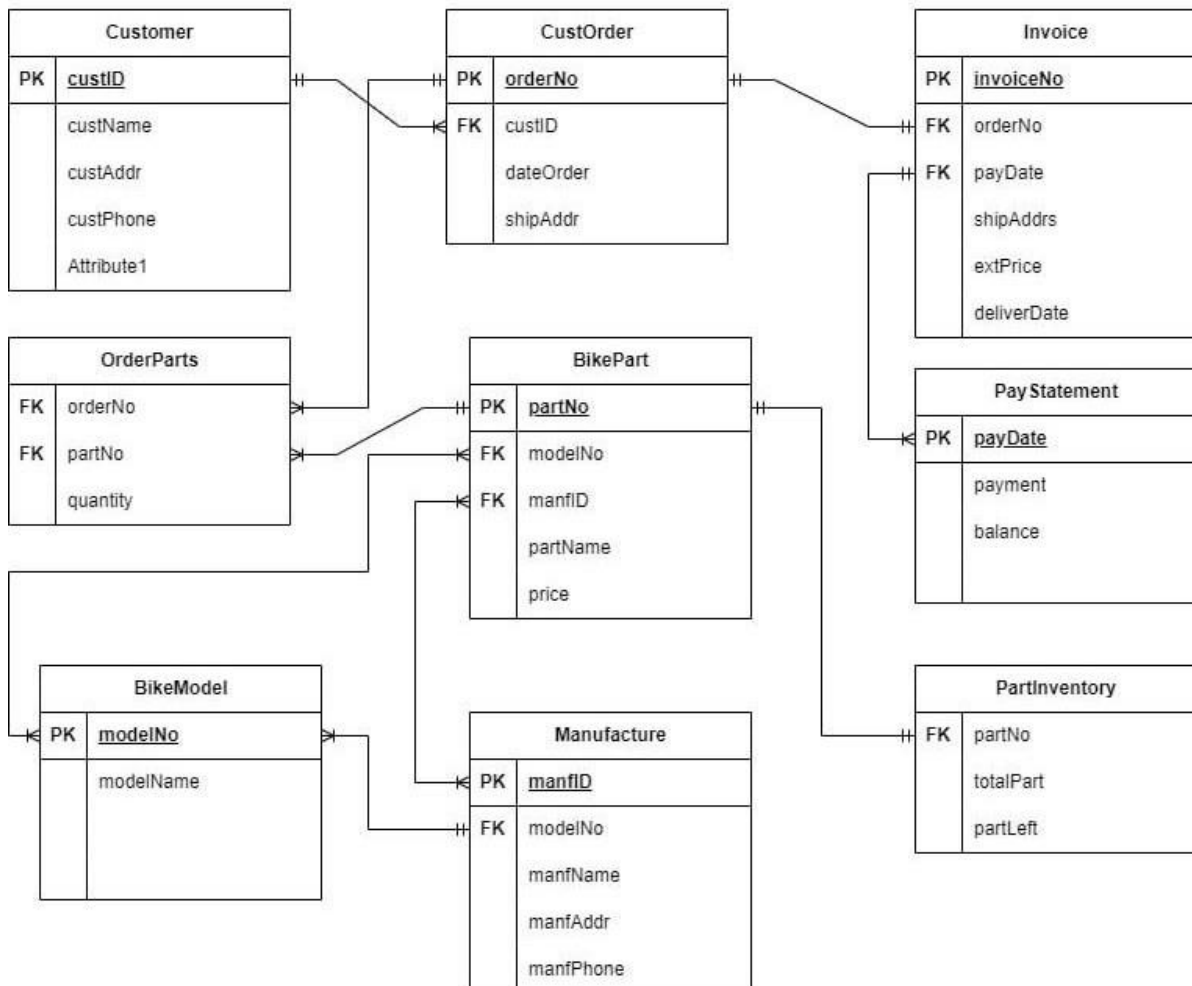 Customer
PK custID
custName
custAddr
custPhone
Attribute1
CustOrder
PK orderNo
FK custID
dateOrder
shipAddr
Invoice
PK invoiceNo
FK orderNo
FK payDate
shipAddrs
extPrice
deliverDate
OrderParts
FK orderNo
FK partNo
quantity
BikePart
PK partNo
FK modelNo
FK manfID
partName
price
PayStatement
PK payDate
payment
balance
BikeModel
PK modelNo
modelName
Manufacture
PK manfID
FK modelNo
manfName
manfAddr
manfPhone
PartInventory
FK partNo
totalPart
partLeft